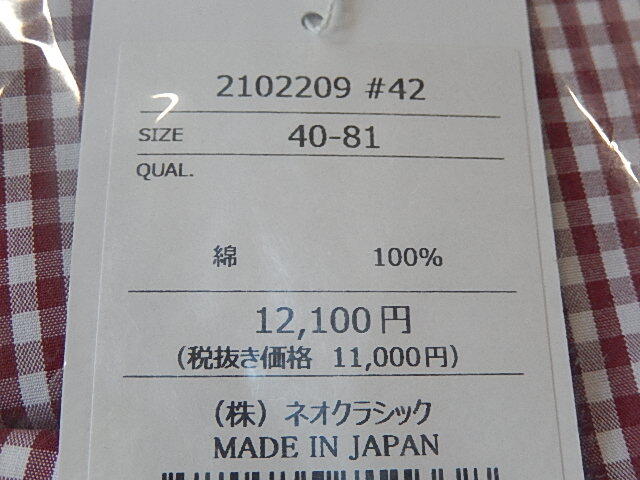 2102209 #42
SIZE 40-81
QUAL.
綿 100%
12,100円
(税抜き価格 11,000円)
(株) ネオクラシック
MADE IN JAPAN